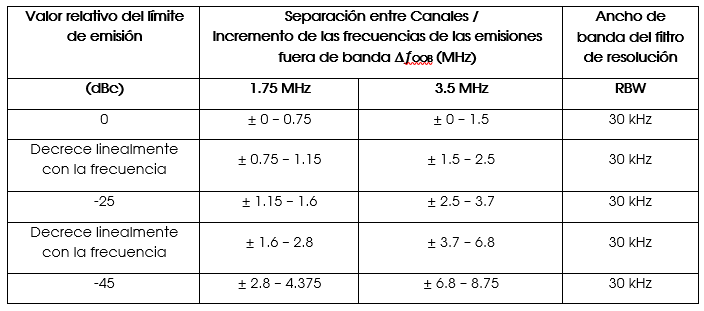 Valor relativo del límite
de emisión
Separación entre Canales /
Incremento de las frecuencias de las emisiones
fuera de banda ΔƒOOB (MHz)
Ancho de
banda del filtro
de resolución
(dBc)
1.75 MHz
3.5 MHz
RBW
0
± 0 – 0.75
± 0 – 1.5
30 kHz
Decrece linealmente
con la frecuencia
± 0.75 – 1.15
± 1.5 – 2.5
30 kHz
-25
± 1.15 – 1.6
± 2.5 – 3.7
30 kHz
Decrece linealmente
con la frecuencia
± 1.6 – 2.8
± 3.7 – 6.8
30 kHz
-45
± 2.8 – 4.375
± 6.8 – 8.75
30 kHz